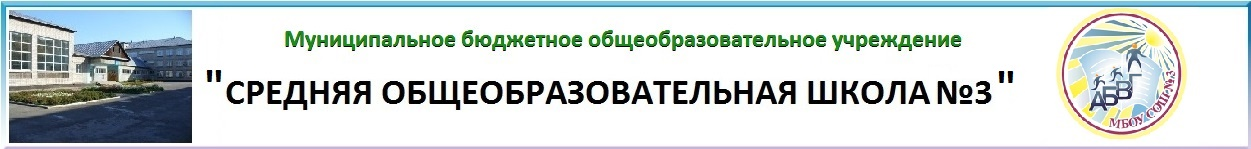 Муниципальное бюджетное общеобразовательное учреждение
"СРЕДНЯЯ ОБЩЕОБРАЗОВАТЕЛЬНАЯ ШКОЛА №3"
АБВГ
МБОУ СОШ №3